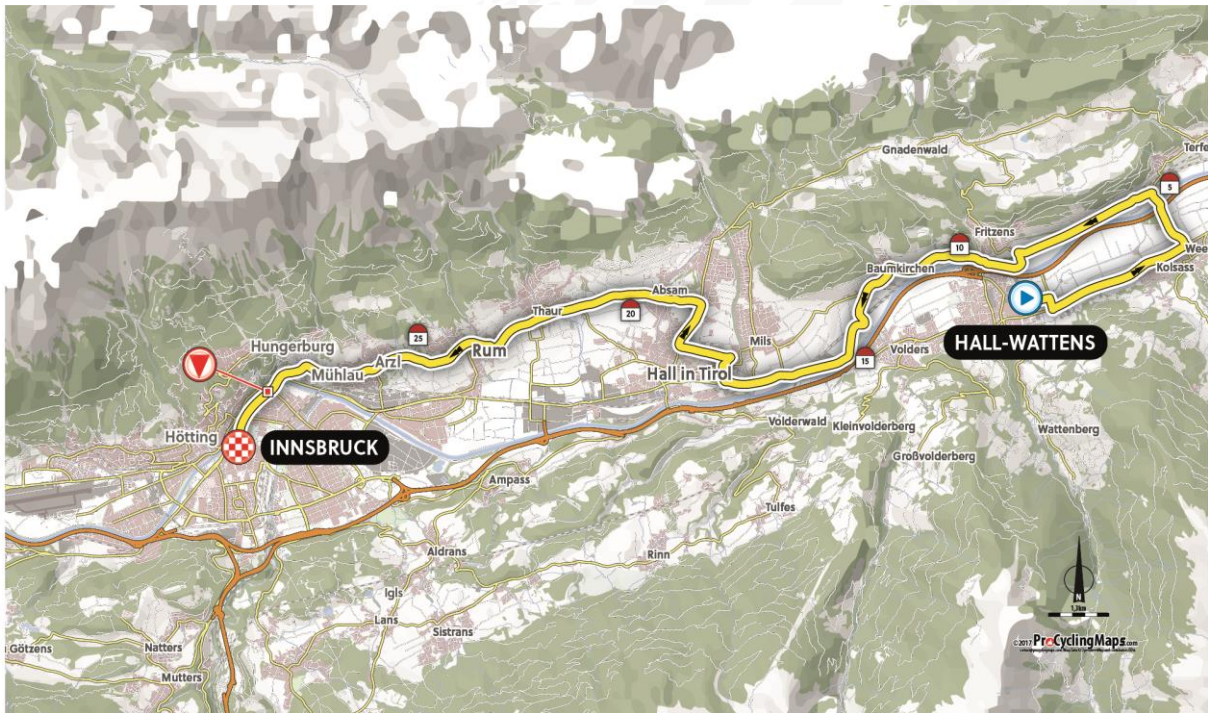 Gnadenwald
Terfe
5
Fritzens
10
Wee
Kolsass
Baumkirchen
HALL-WATTENS
Absam
20
Thaur
Mils
15
Volders
25
Hungerburg
Rum
Arzl
Mühlau
Hall in Tirol
Hötting
INNSBRUCK
Volderwald
Kleinvolderberg
Wattenberg
Großvolderberg
Ampass
Tulfes
Aldrans
Rinn
Igls
Lans
Sistrans
Götzens
Natters
Mutters
N
©2017 ProCyclingMaps.com